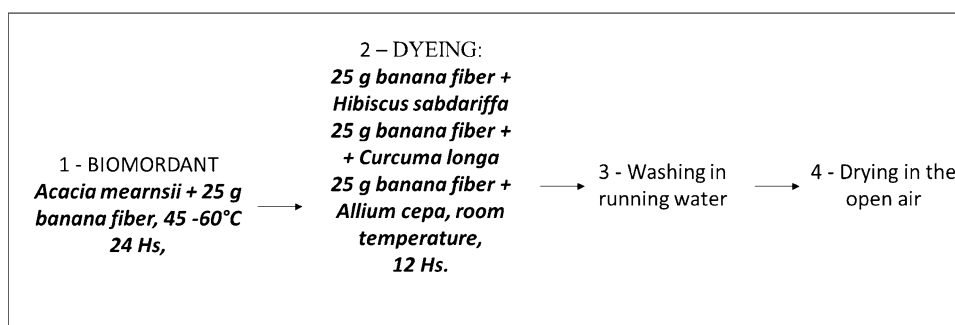 1 - BIOMORDANT
Acacia mearnsii + 25 g
banana fiber, 45 -60°C
24 Hs,
2 – DYEING:
25 g banana fiber +
Hibiscus sabdariffa
25 g banana fiber +
+ Curcuma longa
25 g banana fiber +
Allium cepa, room
temperature,
12 Hs.
3 - Washing in
running water
4 - Drying in the
open air